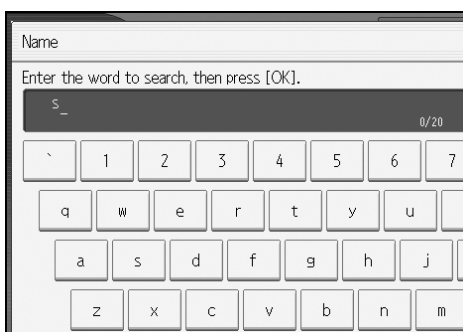 Name
Enter the word to search, then press [OK].
S_
0/20
` 1 2 3 4 5 6 7
q w e r t y u
a s d f g h j
z x c v b n m